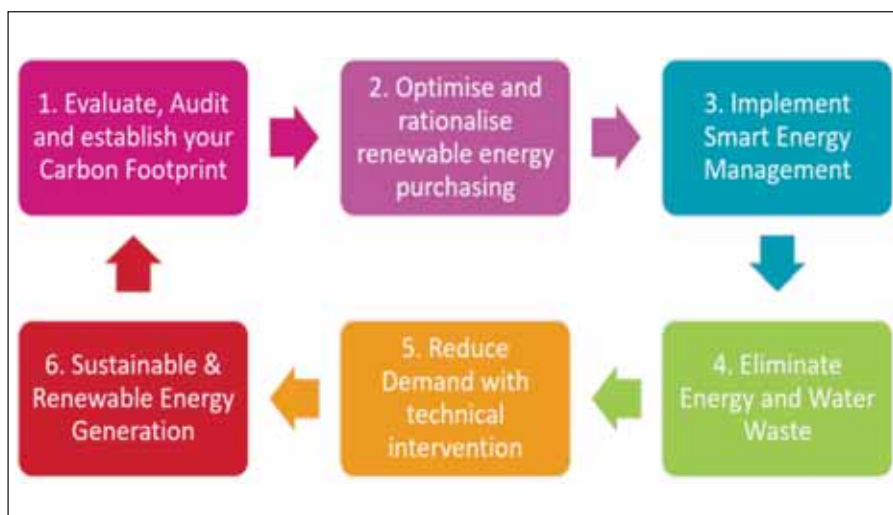 1. Evaluate, Audit
and establish your
Carbon Footprint
2. Optimise and
rationalise
renewable energy
purchasing
3. Implement
Smart Energy
Management
4. Eliminate
Energy and Water
Waste
5. Reduce
Demand with
technical
intervention
6. Sustainable &
Renewable Energy
Generation